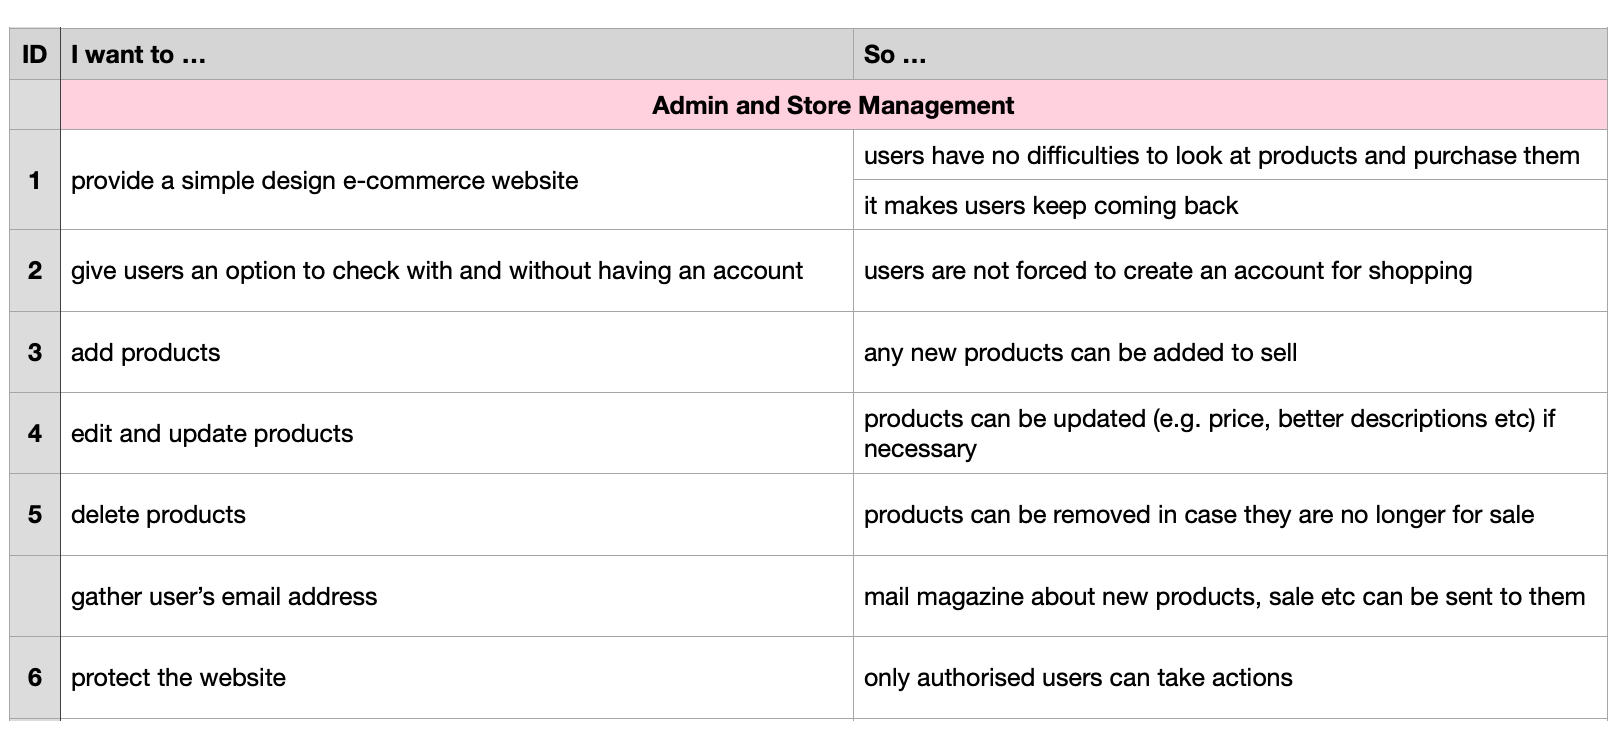 ID I want to ... So ...
Admin and Store Management
1 provide a simple design e-commerce website
users have no difficulties to look at products and purchase them
it makes users keep coming back
2 give users an option to check with and without having an account users are not forced to create an account for shopping
3 add products any new products can be added to sell
4 edit and update products
products can be updated (e.g. price, better descriptions etc) if
necessary
5 delete products products can be removed in case they are no longer for sale
gather user’s email address mail magazine about new products, sale etc can be sent to them
6 protect the website only authorised users can take actions